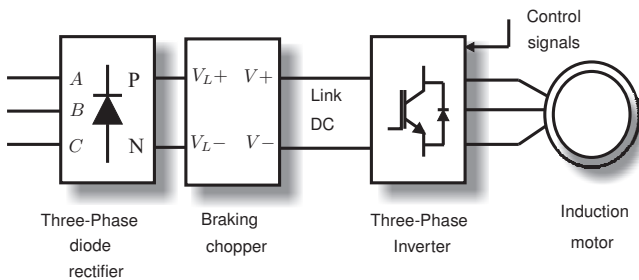 Control
signals
A P
B
C N
V_L+ V+
V_L− V−
Link
DC
Three-Phase
diode
rectifier
Braking
chopper
Three-Phase
Inverter
Induction
motor